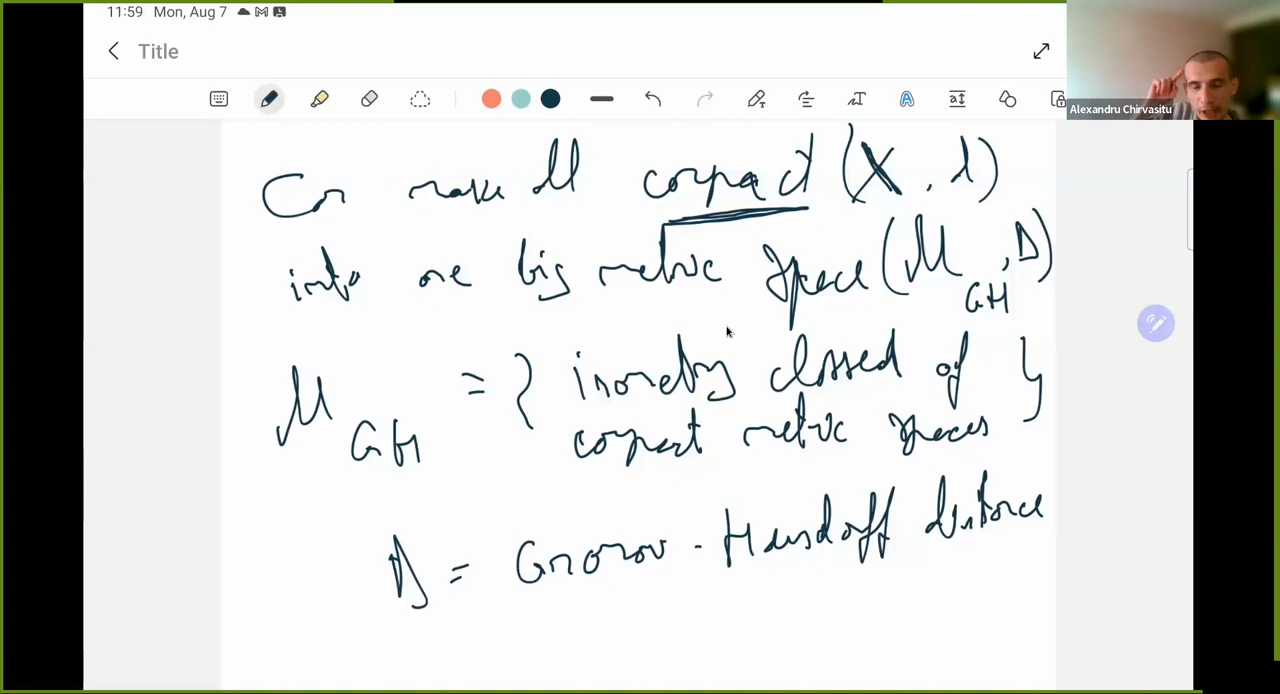 11:59 Mon, Aug 7
Title
Alexandru Chirvasitu
Can make all compact (X, d)
into one big metric space (M_GH, D)
M_GH = { isometry classed of
compact metric spaces }
D = Gromov - Hausdorff distance